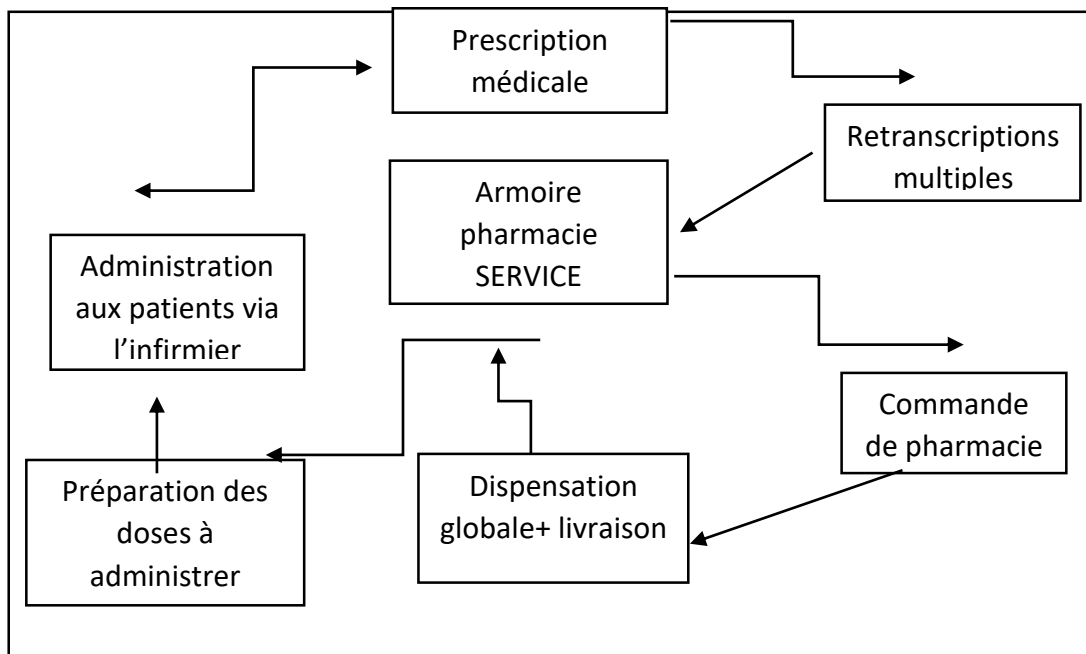 Prescription
médicale
Retranscriptions
multiples
Armoire
pharmacie
SERVICE
Administration
aux patients via
l’infirmier
Commande
de pharmacie
Dispensation
globale+ livraison
Préparation des
doses à
administrer